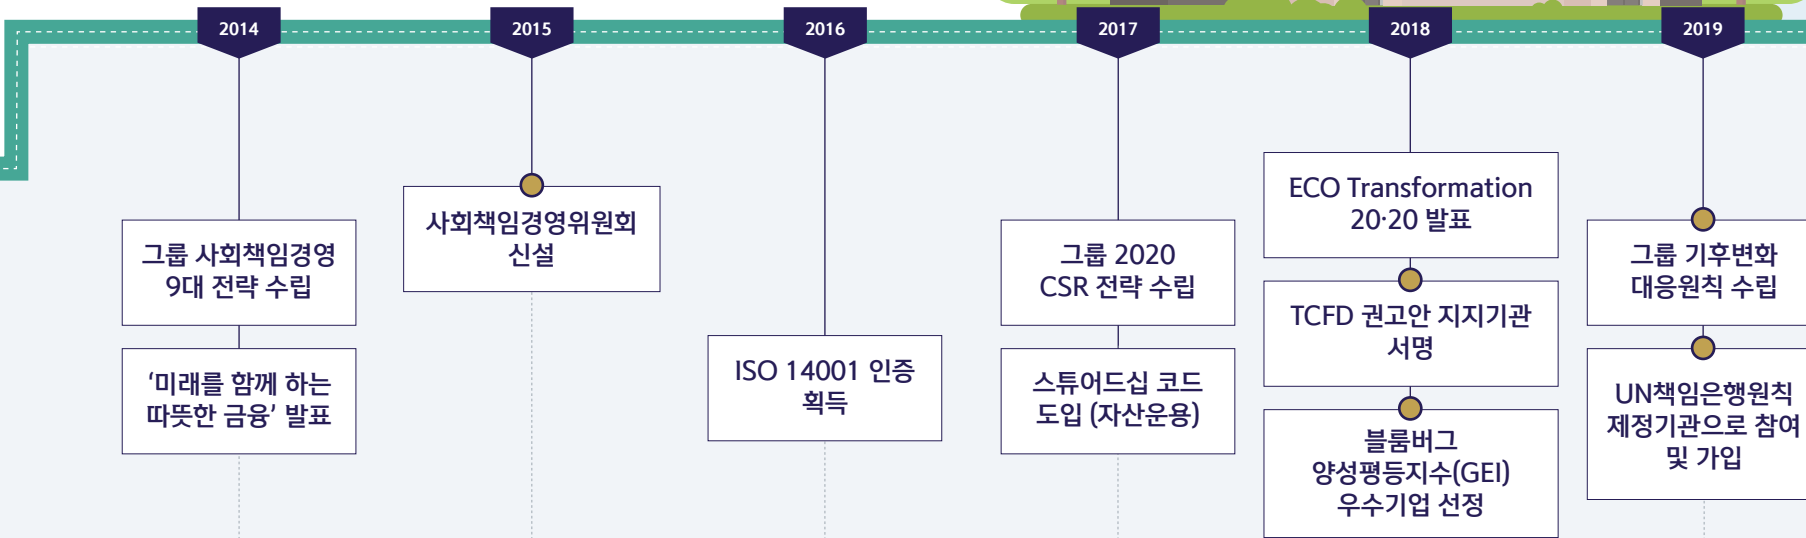 2014
2015
2016
2017
2018
2019
그룹 사회책임경영
9대 전략 수립
‘미래를 함께 하는
따뜻한 금융’ 발표
사회책임경영위원회
신설
ISO 14001 인증
획득
그룹 2020
CSR 전략 수립
스튜어드십 코드
도입 (자산운용)
ECO Transformation
20·20 발표
TCFD 권고안 지지기관
서명
블룸버그
양성평등지수(GEI)
우수기업 선정
그룹 기후변화
대응원칙 수립
UN책임은행원칙
제정기관으로 참여
및 가입